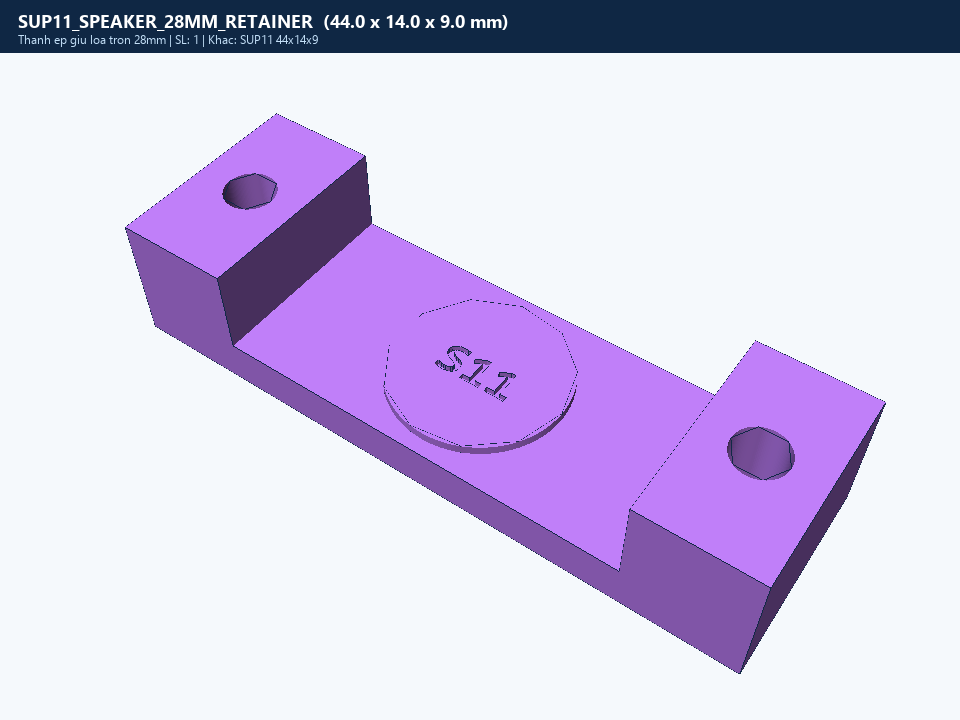 SUP11_SPEAKER_28MM_RETAINER (44.0 x 14.0 x 9.0 mm)
Thanh ep giu loa tron 28mm | SL: 1 | Khac: SUP11 44x14x9
S11